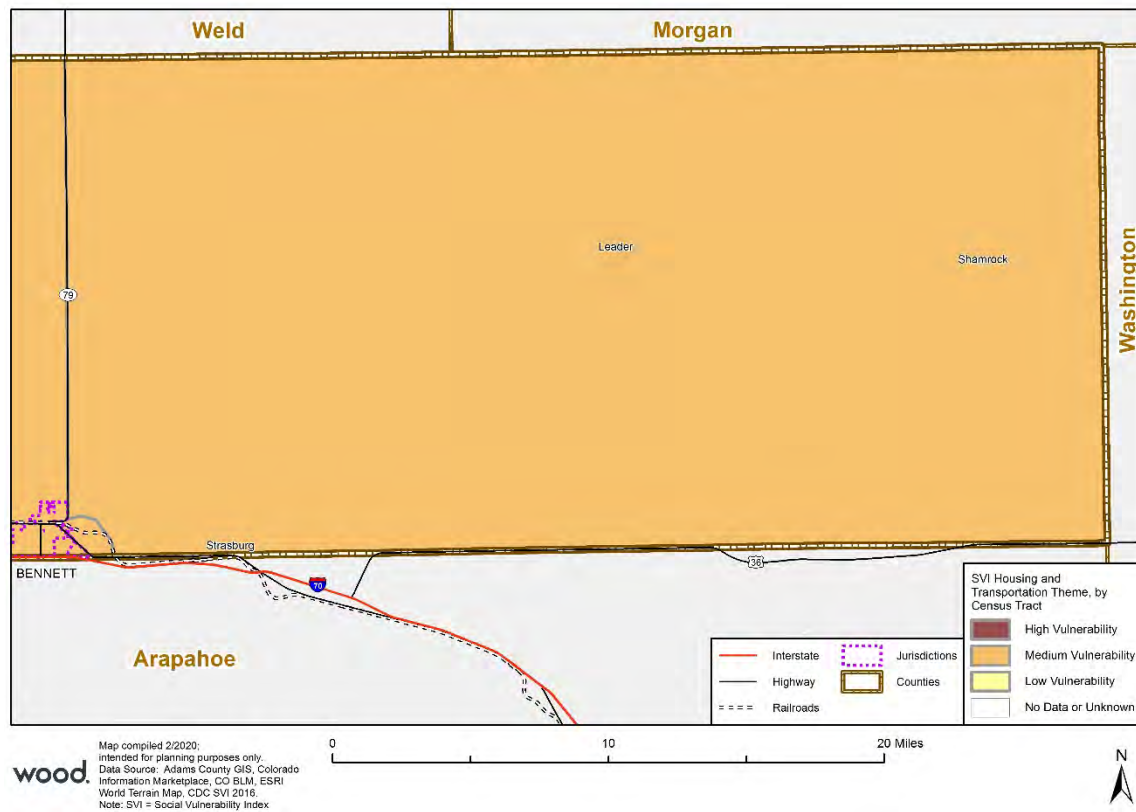 Weld
Morgan
Leader
Shamrock
Washington
79
Strasburg
BENNETT
70
36
Arapahoe
Interstate
Highway
Railroads
Jurisdictions
Counties
SVI Housing and
Transportation Theme, by
Census Tract
High Vulnerability
Medium Vulnerability
Low Vulnerability
No Data or Unknown
wood.
Map compiled 2/2020;
intended for planning purposes only.
Data Source: Adams County GIS, Colorado
Information Marketplace, CO BLM, ESRI
World Terrain Map, CDC SVI 2016.
Note: SVI = Social Vulnerability Index
0 10 20 Miles
N